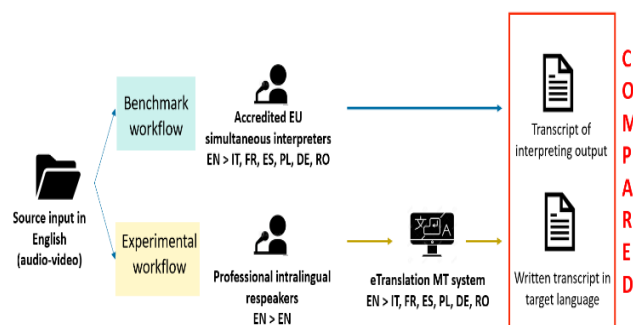 Benchmark
workflow
Accredited EU
simultaneous interpreters
EN > IT, FR, ES, PL, DE, RO
Transcript of
interpreting output
Source input in
English
(audio-video)
Experimental
workflow
Professional intralingual
respeakers
EN > EN
文
A
eTranslation MT system
EN > IT, FR, ES, PL, DE, RO
Written transcript in
target language
COMPARED